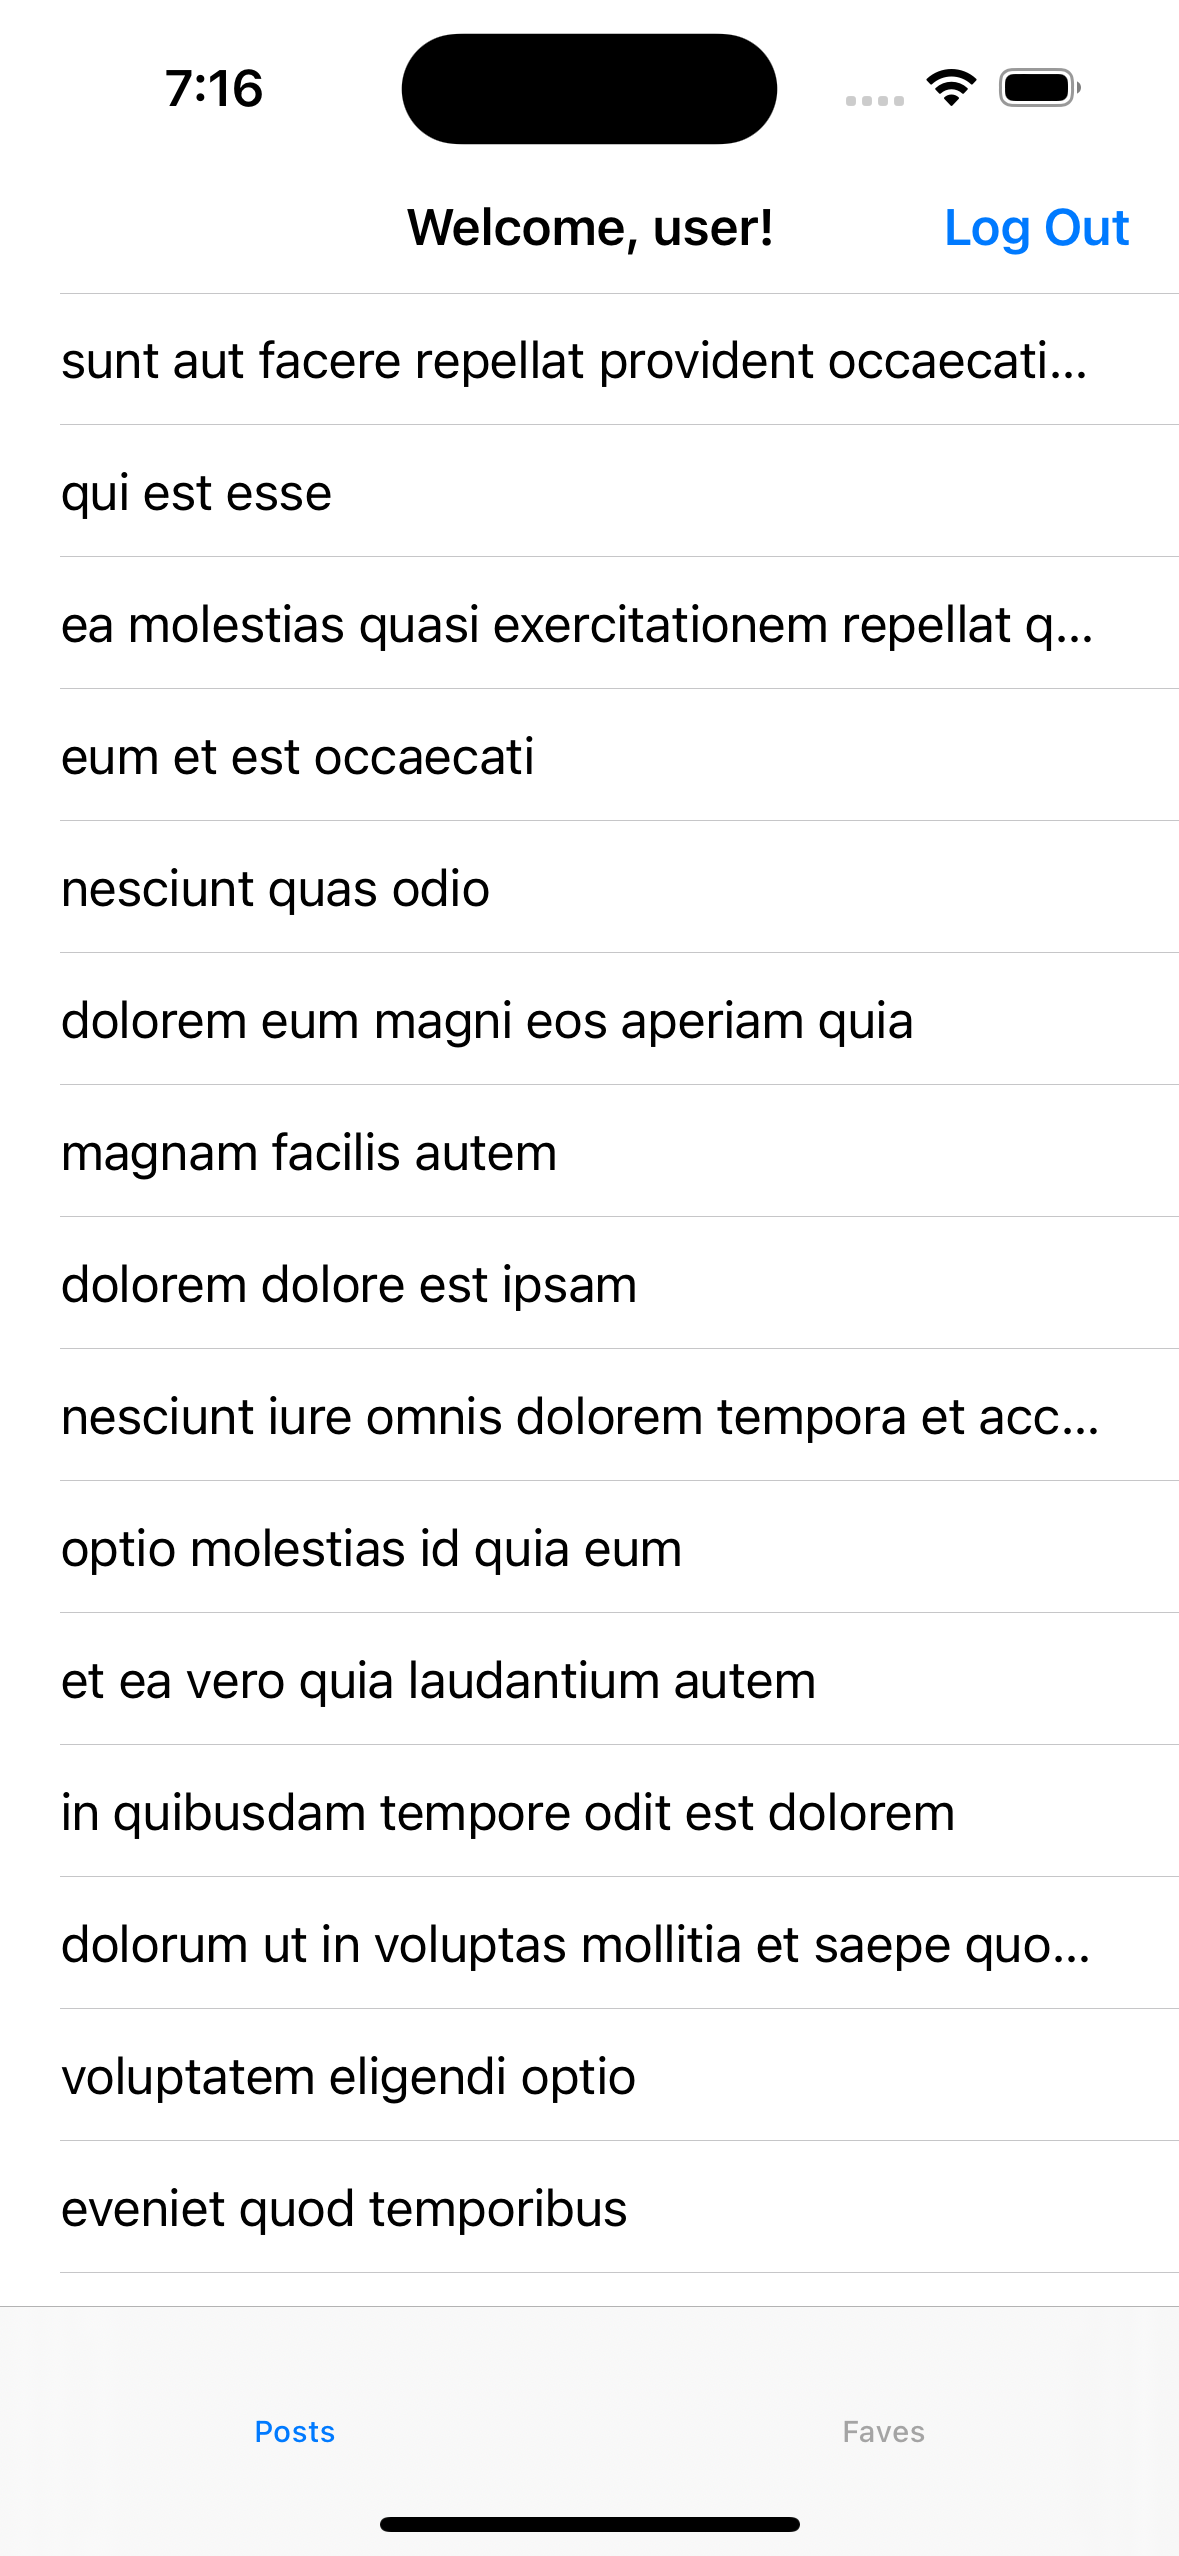 7:16
Welcome, user!
Log Out
sunt aut facere repellat provident occaecati...
qui est esse
ea molestias quasi exercitationem repellat q...
eum et est occaecati
nesciunt quas odio
dolorem eum magni eos aperiam quia
magnam facilis autem
dolorem dolore est ipsam
nesciunt iure omnis dolorem tempora et acc...
optio molestias id quia eum
et ea vero quia laudantium autem
in quibusdam tempore odit est dolorem
dolorum ut in voluptas mollitia et saepe quo...
voluptatem eligendi optio
eveniet quod temporibus
Posts
Faves